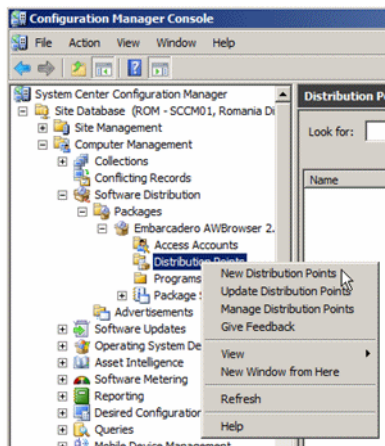 Configuration Manager Console
File Action View Window Help
System Center Configuration Manager
Site Database (ROM - SCCM01, Romania Di
Site Management
Computer Management
Collections
Conflicting Records
Software Distribution
Packages
Embarcadero AWBrowser 2.
Access Accounts
Distribution Points
Programs
Package
Advertisements
Software Updates
Operating System De
Asset Intelligence
Software Metering
Reporting
Desired Configuration
Queries
Mobile Device Management
Distribution P
Look for:
Name
New Distribution Points
Update Distribution Points
Manage Distribution Points
Give Feedback
View
New Window from Here
Refresh
Help